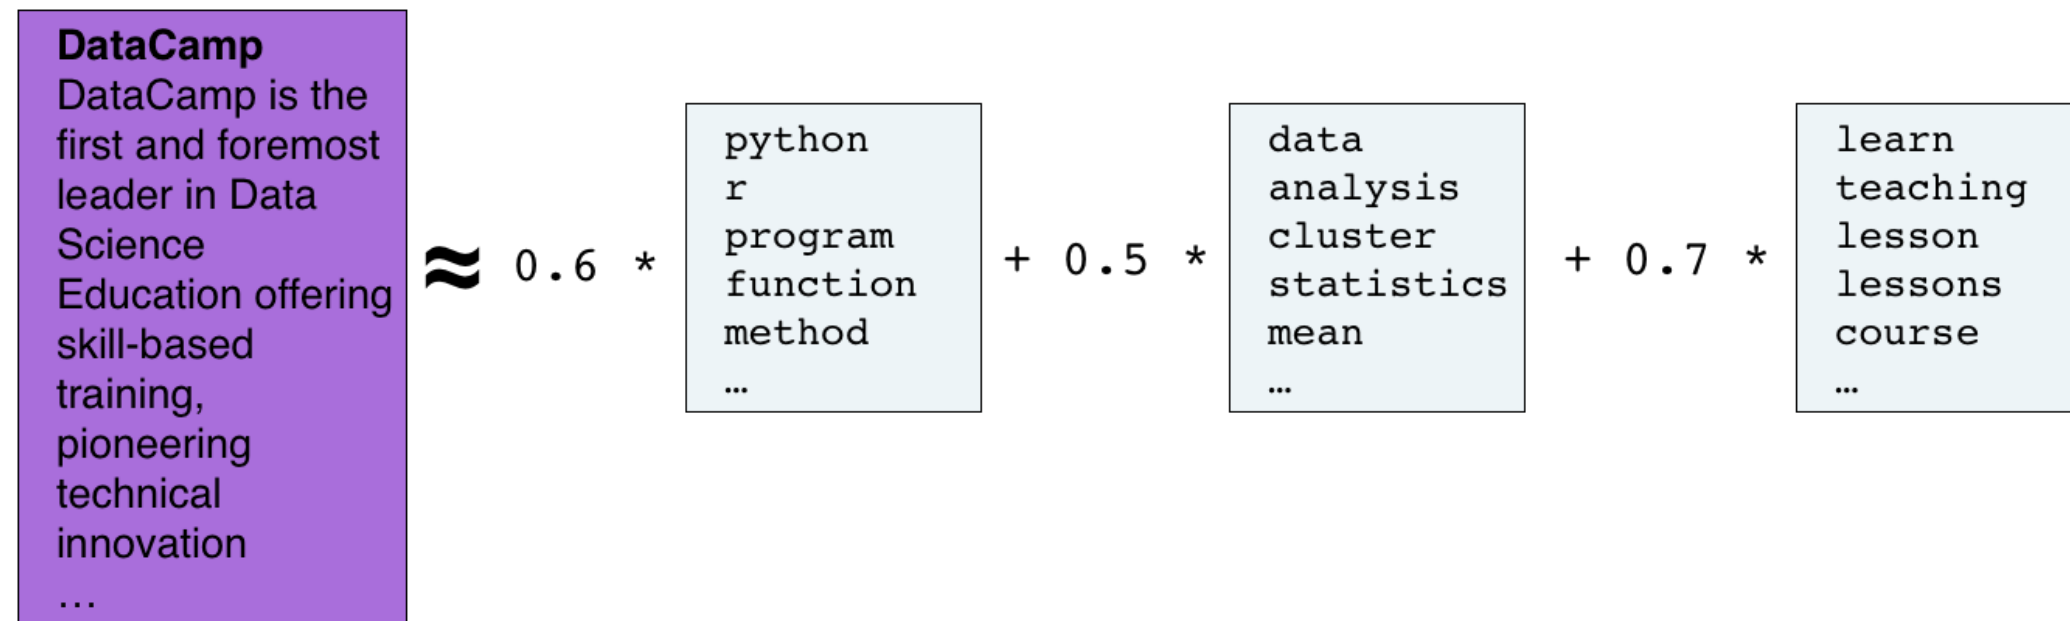 DataCamp
DataCamp is the
first and foremost
leader in Data
Science
Education offering
skill-based
training,
pioneering
technical
innovation
…
≈ 0.6 *
python
r
program
function
method
…
+ 0.5 *
data
analysis
cluster
statistics
mean
…
+ 0.7 *
learn
teaching
lesson
lessons
course
…